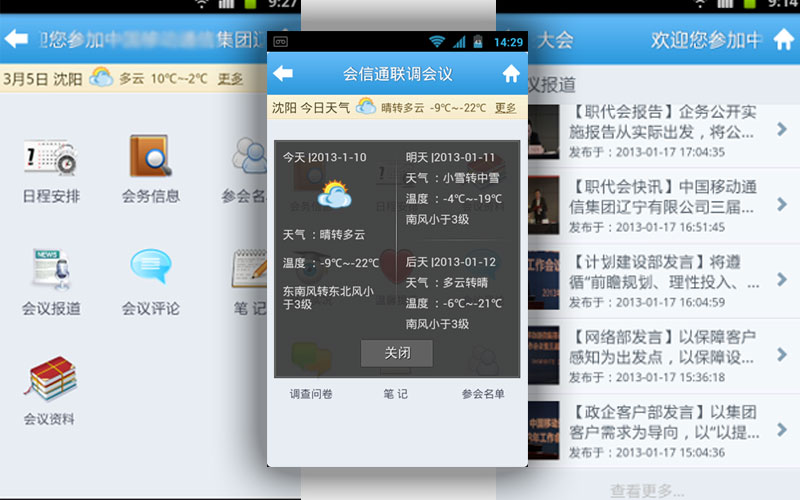 9:27
您参加中国移动通信集团辽
3月5日 沈阳 多云 10℃~-2℃ 更多
日程安排
会务信息
参会名
会议报道
会议评论
笔 记
会议资料
14:29
会信通联调会议
沈阳 今日天气 晴转多云 -9℃~-22℃ 更多
今天 |2013-1-10
天气 ：晴转多云
温度 ：-9℃~-22℃
东南风转东北风小
于3级
明天 |2013-01-11
天气 ：小雪转中雪
温度 ：-4℃~-19℃
南风小于3级
后天 |2013-01-12
天气 ：多云转晴
温度 ：-6℃~-21℃
南风小于3级
关闭
调查问卷
笔 记
参会名单
9:14
大会
欢迎您参加中
议报道
【职代会报告】企务公开实
施报告从实际出发，将公...
发布于：2013-01-17 17:04:35
【职代会快讯】中国移动通
信集团辽宁有限公司三届...
发布于：2013-01-17 16:51:45
【计划建设部发言】将遵
循“前瞻规划、理性投入、...
发布于：2013-01-17 16:04:59
【网络部发言】以保障客户
感知为出发点，以保障设...
发布于：2013-01-17 15:36:18
【政企客户部发言】以集团
客户需求为导向，以“以提...
发布于：2013-01-17 15:04:36
查看更多...